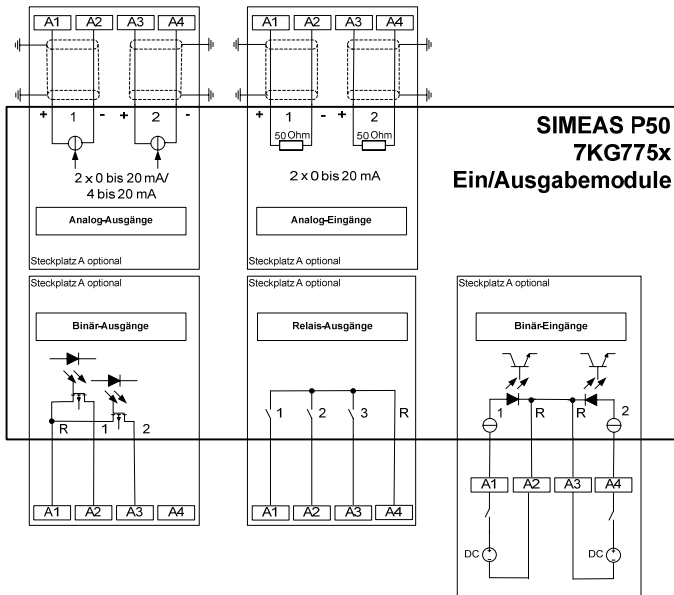 A1 A2 A3 A4
A1 A2 A3 A4
+ 1 - + 2 -
+ 1 - + 2
50 Ohm 50 Ohm
2 x 0 bis 20 mA/
4 bis 20 mA
2 x 0 bis 20 mA
SIMEAS P50
7KG775x
Ein/Ausgabemodule
Analog-Ausgänge
Analog-Eingänge
Steckplatz A optional
Steckplatz A optional
Steckplatz A optional
Steckplatz A optional
Steckplatz A optional
Binär-Ausgänge
Relais-Ausgänge
Binär-Eingänge
R 1 2
1 2 3 R
1 R R 2
A1 A2 A3 A4
A1 A2 A3 A4
A1 A2 A3 A4
DC DC